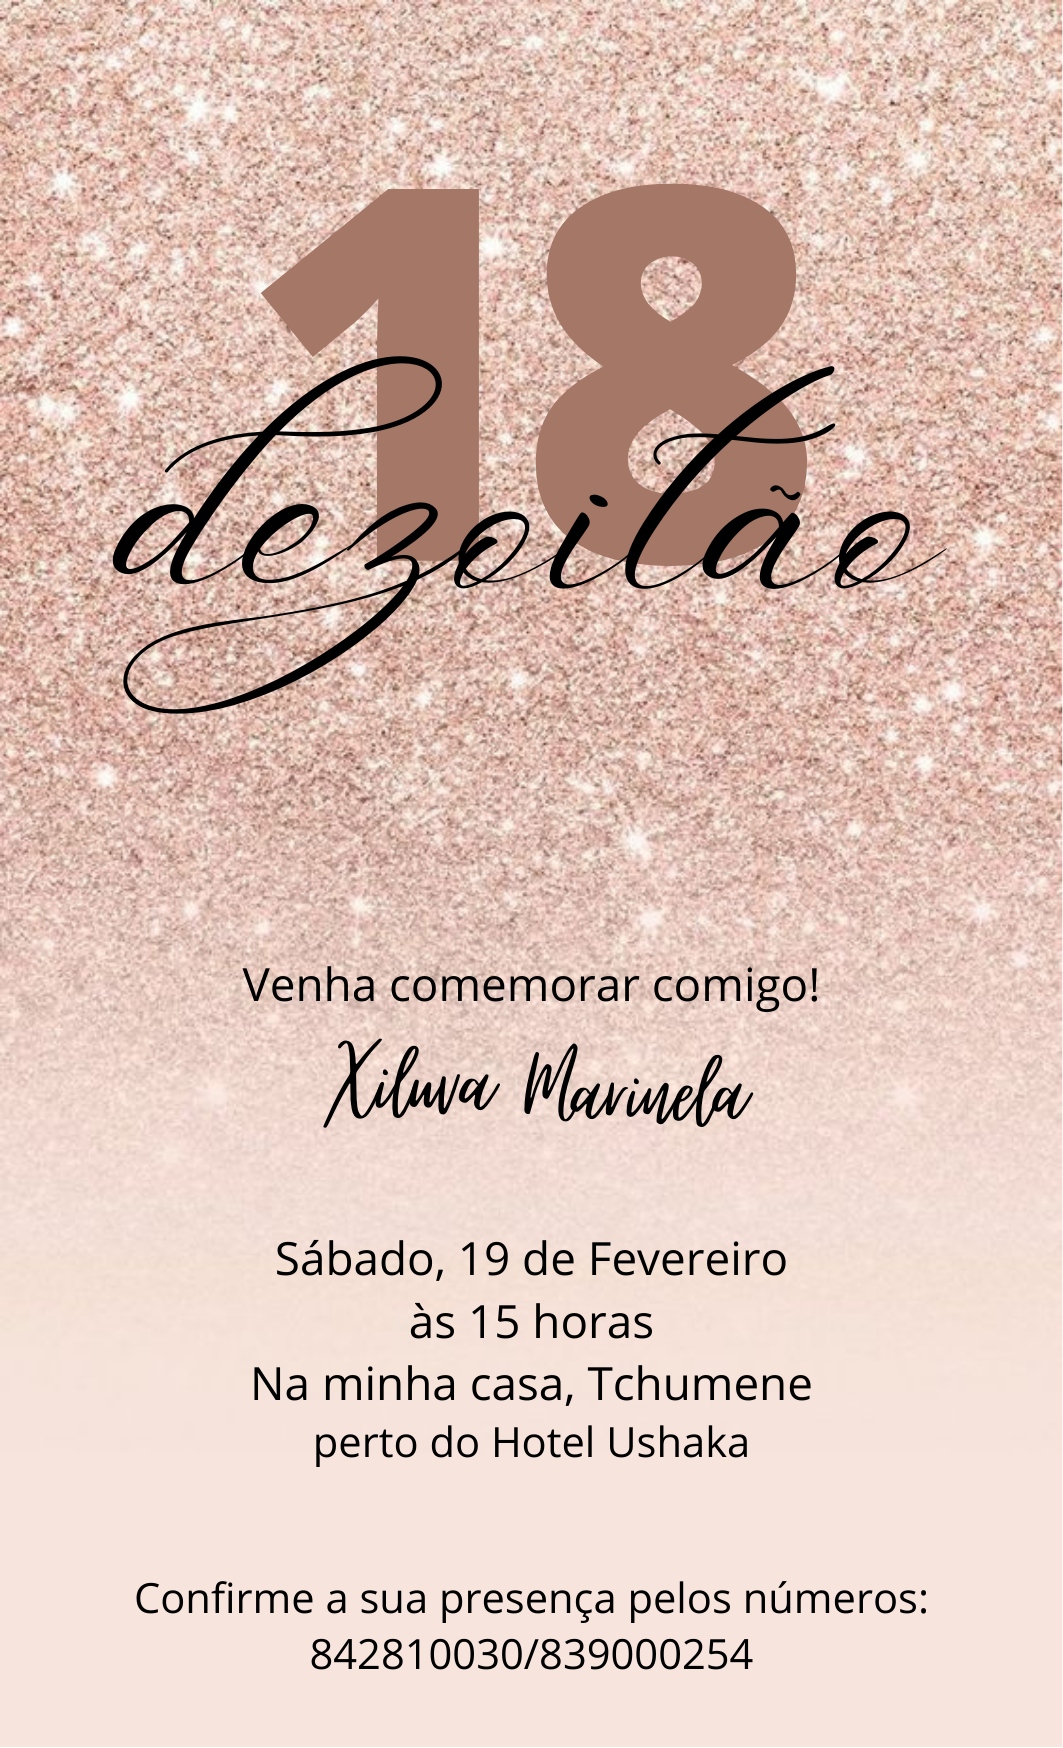 18
dezoitão
Venha comemorar comigo!
Xiluva Marinela
Sábado, 19 de Fevereiro
às 15 horas
Na minha casa, Tchumene
perto do Hotel Ushaka
Confirme a sua presença pelos números:
842810030/839000254